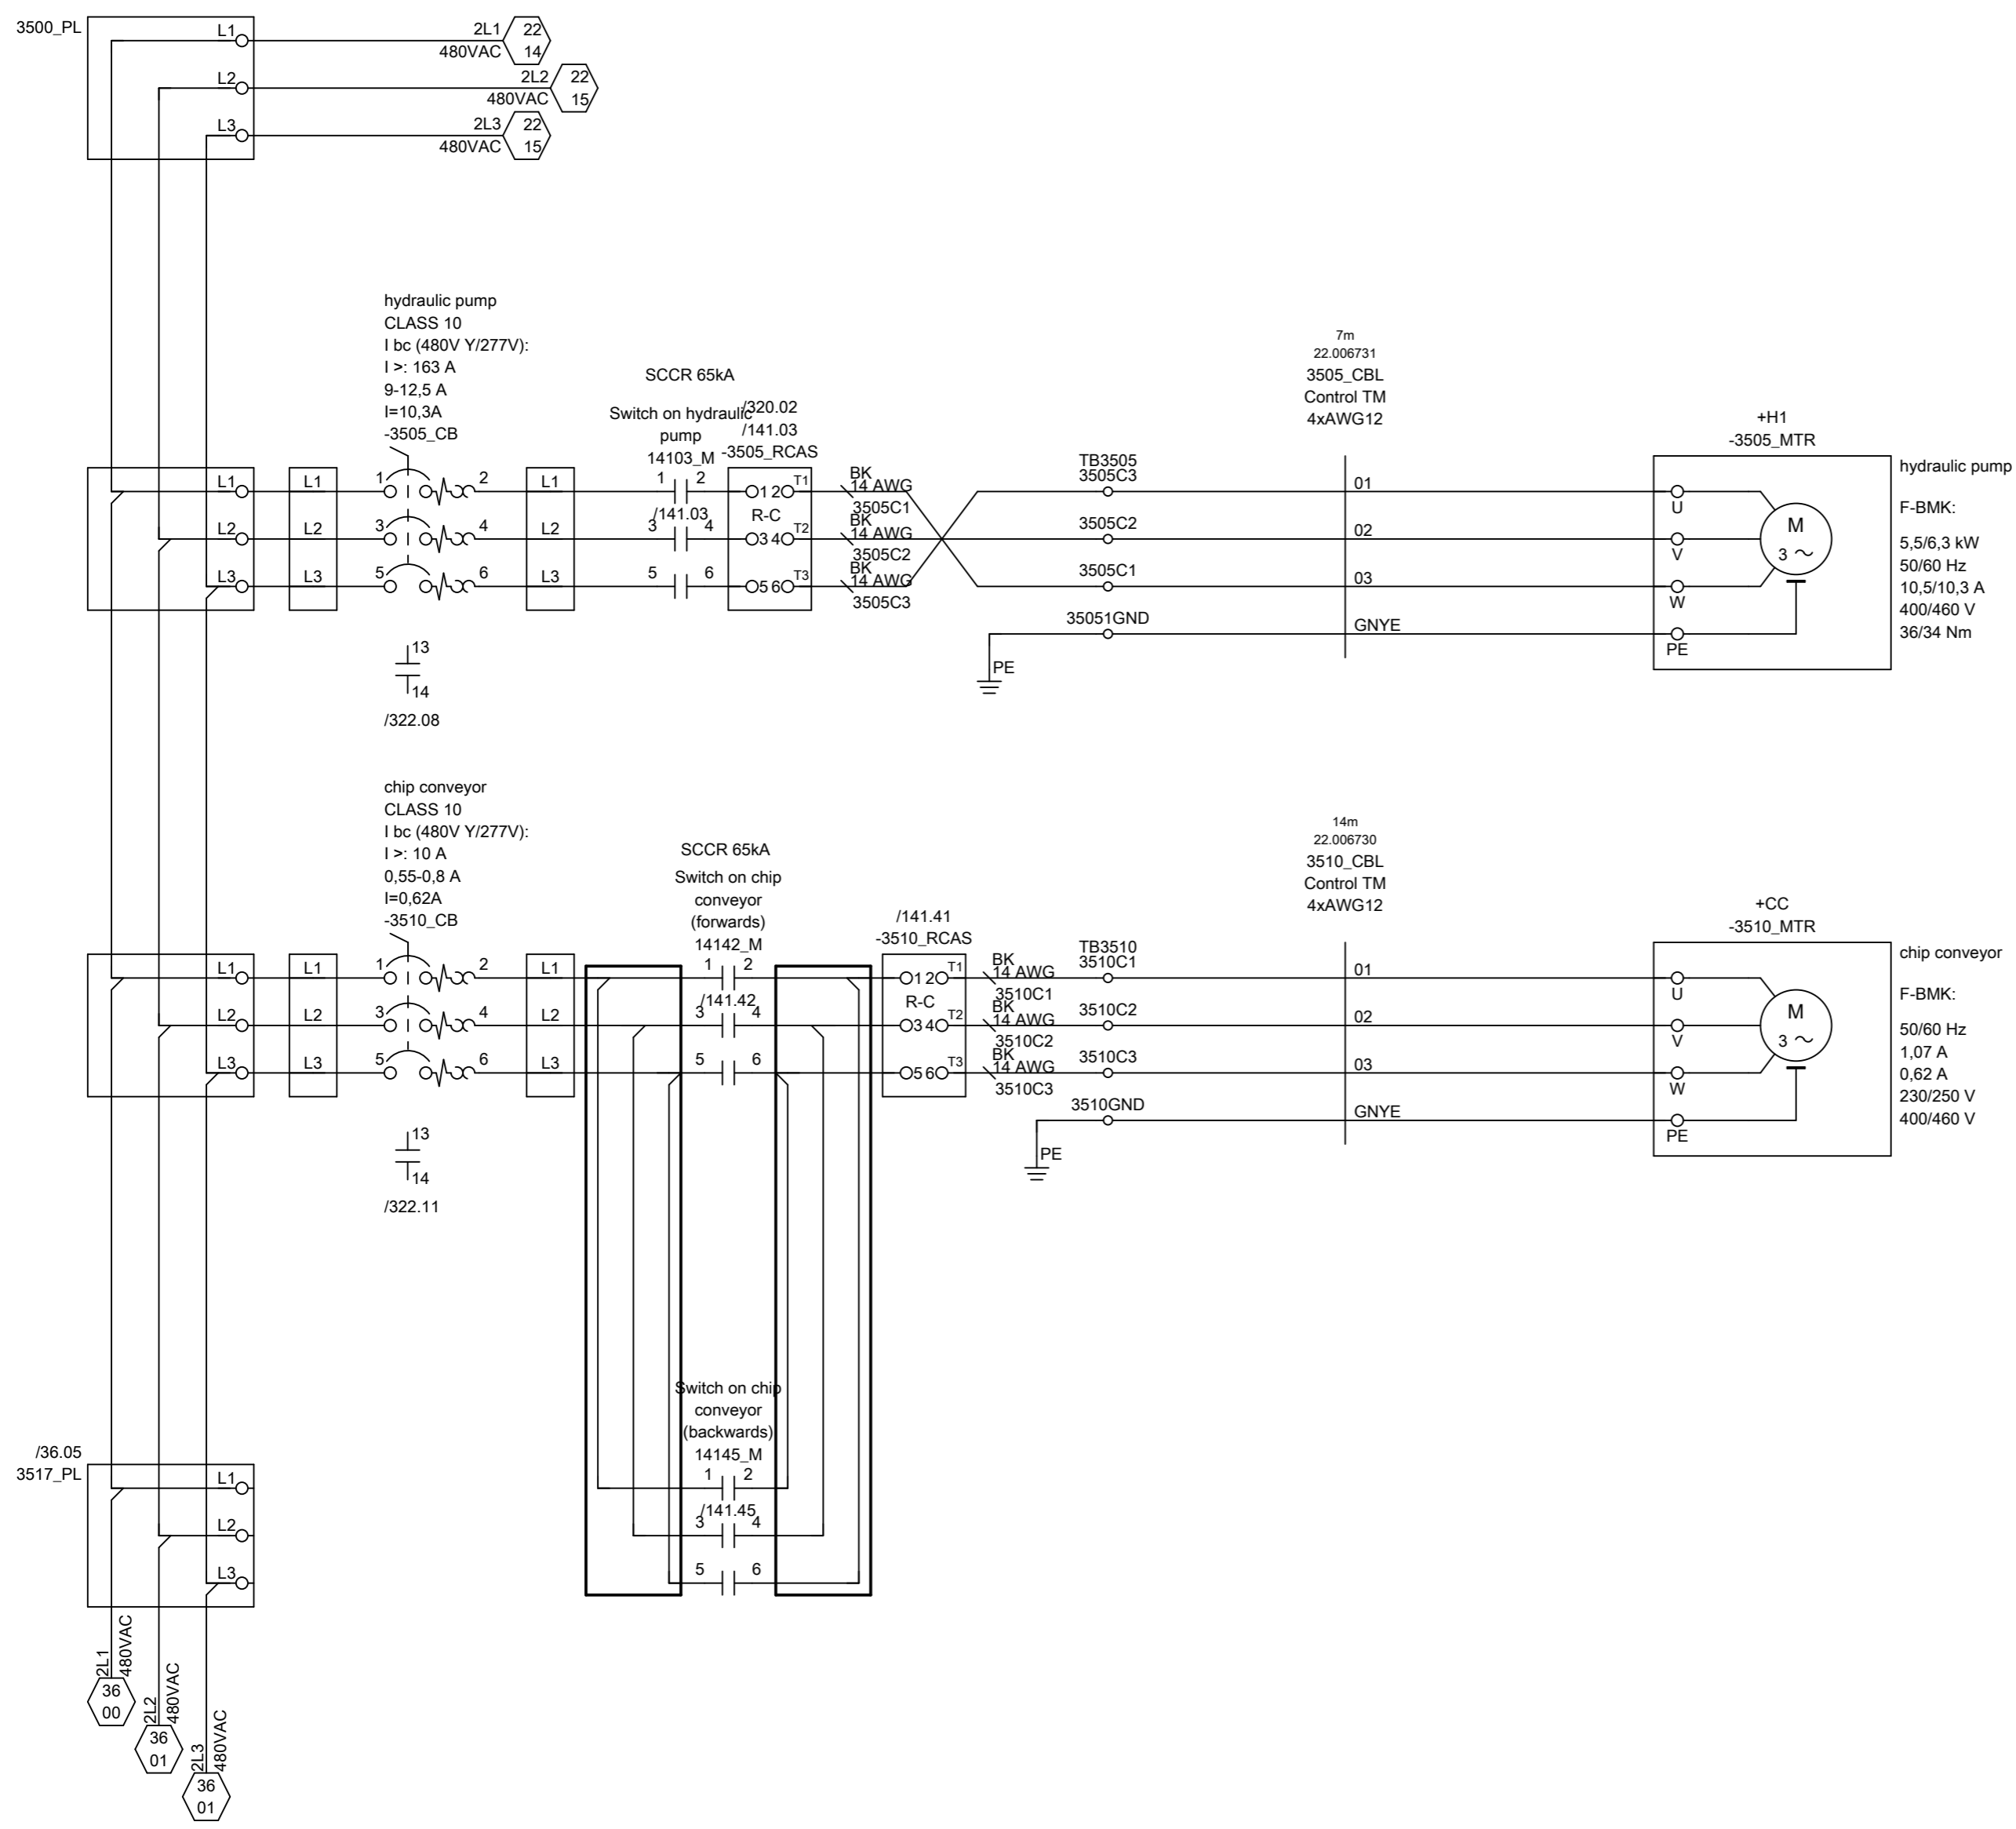 3500_PL
L1
2L1
480VAC
22
14
L2
2L2
480VAC
22
15
L3
2L3
480VAC
22
15
hydraulic pump
CLASS 10
I bc (480V Y/277V):
I >: 163 A
9-12,5 A
I=10,3A
-3505_CB
SCCR 65kA
Switch on hydraulic
pump
14103_M
/320.02
/141.03
-3505_RCAS
7m
22.006731
3505_CBL
Control TM
4xAWG12
+H1
-3505_MTR
L1
L1
1
2
L1
1
2
12
T1
BK
14 AWG
3505C1
TB3505
3505C3
01
U
L2
L2
3
4
L2
/141.03
3
4
R-C
34
T2
BK
14 AWG
3505C2
3505C2
02
V
L3
L3
5
6
L3
5
6
56
T3
BK
14 AWG
3505C3
3505C1
03
W
M
3 ~
35051GND
PE
GNYE
PE
hydraulic pump
F-BMK:
5,5/6,3 kW
50/60 Hz
10,5/10,3 A
400/460 V
36/34 Nm
13
14
/322.08
chip conveyor
CLASS 10
I bc (480V Y/277V):
I >: 10 A
0,55-0,8 A
I=0,62A
-3510_CB
SCCR 65kA
Switch on chip
conveyor
(forwards)
14142_M
/141.41
-3510_RCAS
14m
22.006730
3510_CBL
Control TM
4xAWG12
+CC
-3510_MTR
L1
L1
1
2
L1
1
2
12
T1
BK
14 AWG
3510C1
TB3510
3510C1
01
U
L2
L2
3
4
L2
/141.42
3
4
R-C
34
T2
BK
14 AWG
3510C2
3510C2
02
V
L3
L3
5
6
L3
5
6
56
T3
BK
14 AWG
3510C3
3510C3
03
W
M
3 ~
3510GND
PE
GNYE
PE
chip conveyor
F-BMK:
50/60 Hz
1,07 A
0,62 A
230/250 V
400/460 V
13
14
/322.11
Switch on chip
conveyor
(backwards)
14145_M
1
2
/141.45
3
4
5
6
/36.05
3517_PL
L1
L2
L3
2L1
480VAC
36
00
2L2
480VAC
36
01
2L3
480VAC
36
01